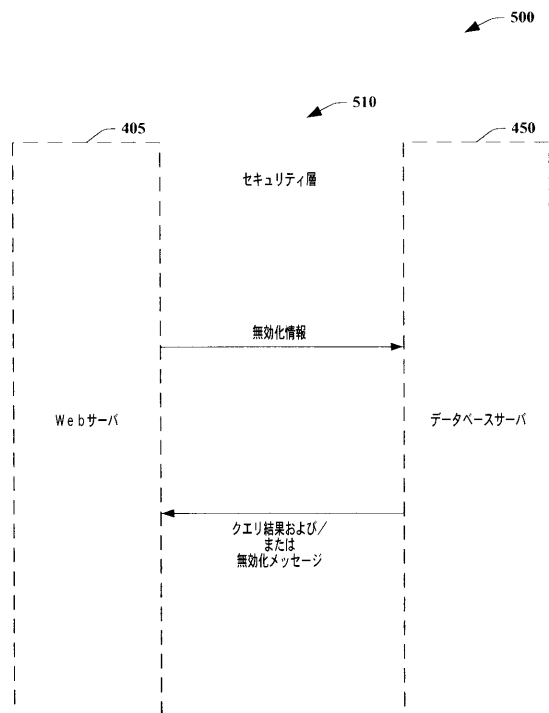 500
510
405
450
セキュリティ層
無効化情報
Webサーバ
データベースサーバ
クエリ結果および/
または
無効化メッセージ